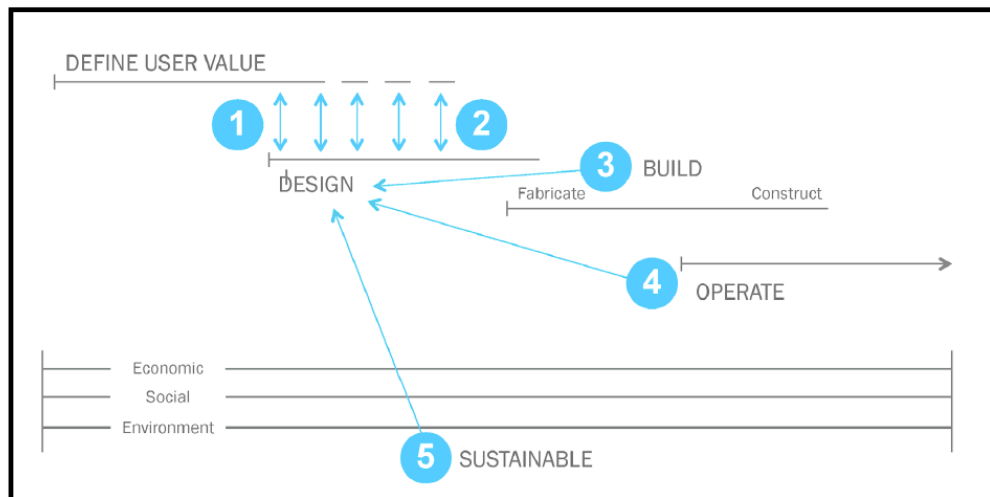 DEFINE USER VALUE
1
2
3 BUILD
DESIGN
Fabricate Construct
4
OPERATE
Economic
Social
Environment
5 SUSTAINABLE